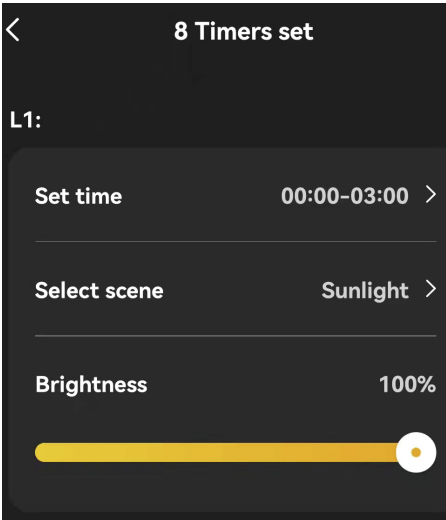 8 Timers set
L1:
Set time 00:00-03:00
Select scene Sunlight
Brightness 100%